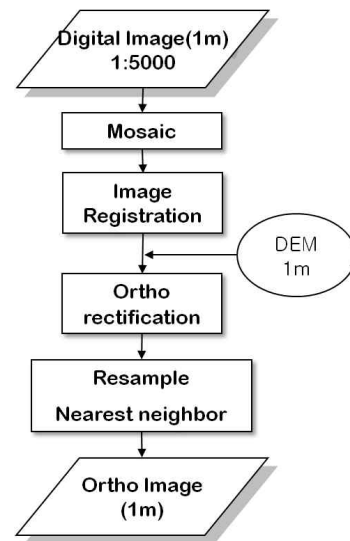 Digital Image(1m)
1:5000
Mosaic
Image
Registration
DEM
1m
Ortho
rectification
Resample
Nearest neighbor
Ortho Image
(1m)